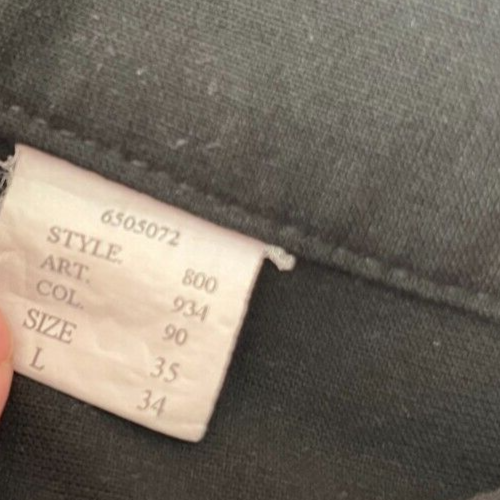 6505072
STYLE. 800
ART. 934
COL. 90
SIZE 35
L 34